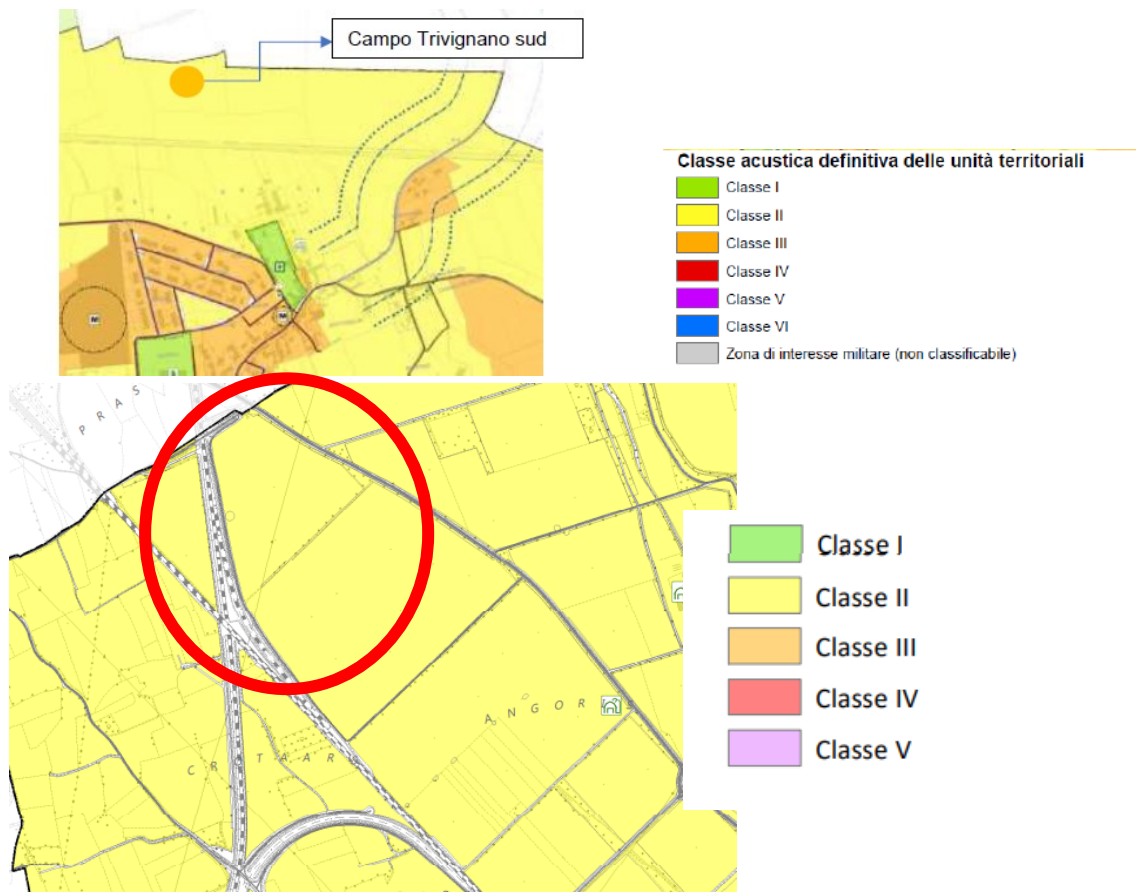 Campo Trivignano sud
Classe acustica definitiva delle unità territoriali
Classe I
Classe II
Classe III
Classe IV
Classe V
Classe VI
Zona di interesse militare (non classificabile)
M
M
P R A S
A N G O R I S
Classe I
Classe II
Classe III
Classe IV
Classe V